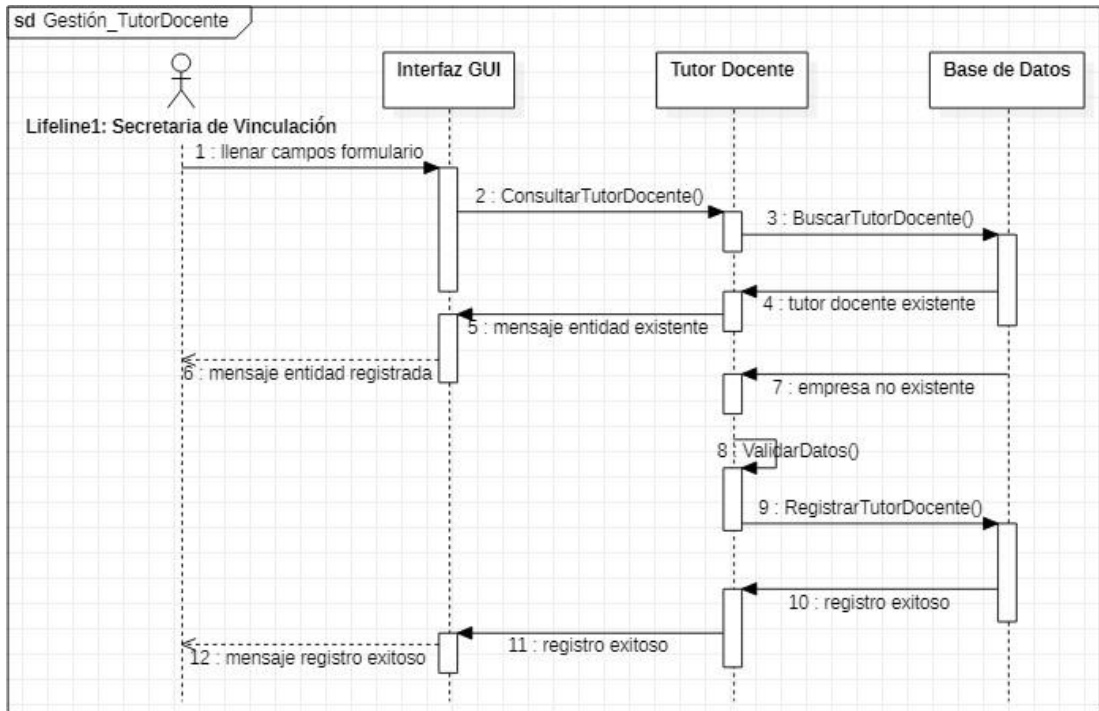 sd Gestión_TutorDocente
Interfaz GUI
Tutor Docente
Base de Datos
Lifeline1: Secretaria de Vinculación
1 : llenar campos formulario
2 : ConsultarTutorDocente()
3 : BuscarTutorDocente()
4 : tutor docente existente
5 : mensaje entidad existente
6 : mensaje entidad registrada
7 : empresa no existente
8 : ValidarDatos()
9 : RegistrarTutorDocente()
10 : registro exitoso
11 : registro exitoso
12 : mensaje registro exitoso